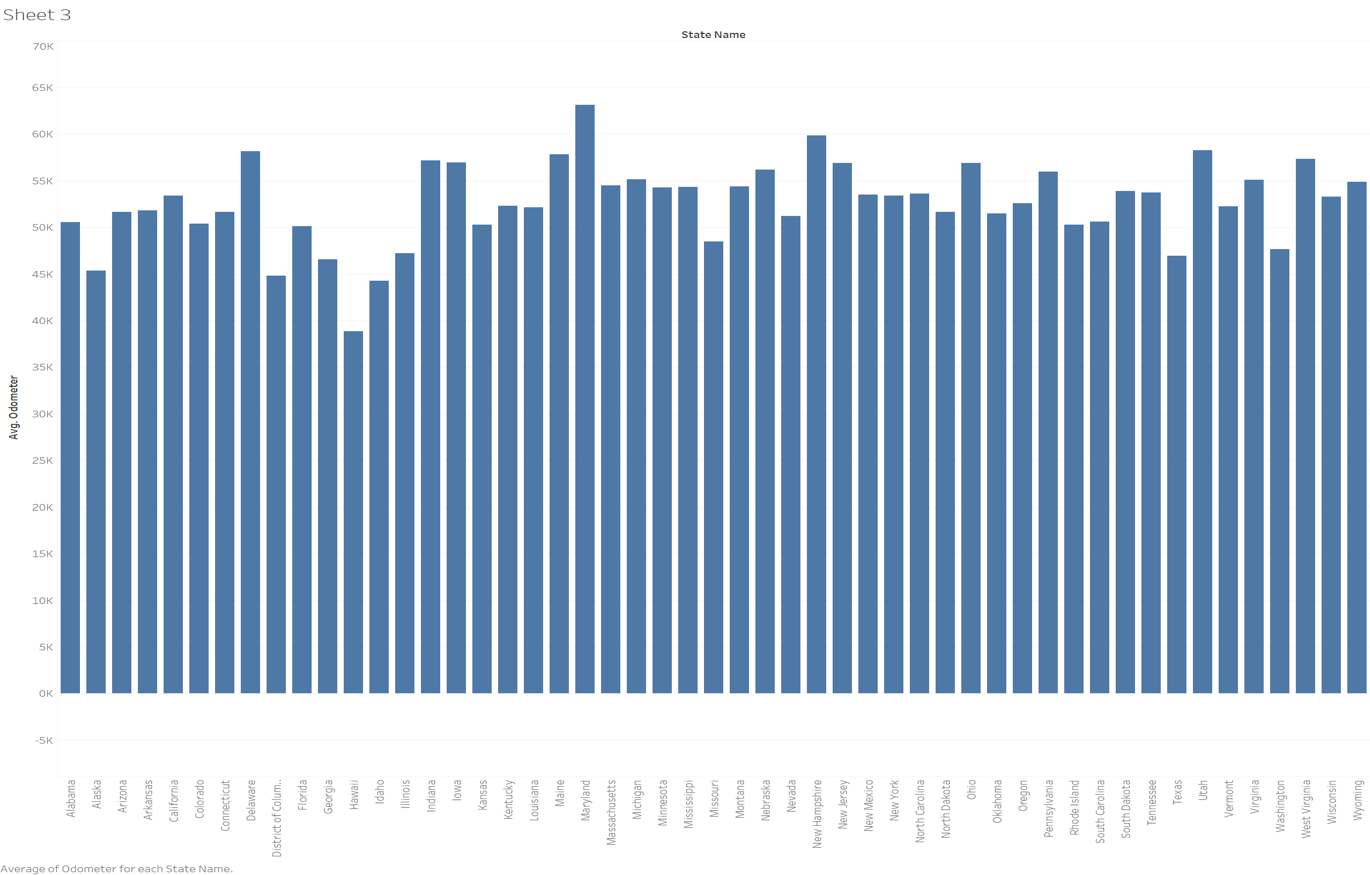 Sheet 3
State Name
70K
65K
60K
55K
50K
45K
40K
35K
30K
25K
20K
15K
10K
5K
0K
-5K
Avg. Odometer
Alabama
Alaska
Arizona
Arkansas
California
Colorado
Connecticut
Delaware
District of Colum..
Florida
Georgia
Hawaii
Idaho
Illinois
Indiana
Iowa
Kansas
Kentucky
Louisiana
Maine
Maryland
Massachusetts
Michigan
Minnesota
Mississippi
Missouri
Montana
Nebraska
Nevada
New Hampshire
New Jersey
New Mexico
New York
North Carolina
North Dakota
Ohio
Oklahoma
Oregon
Pennsylvania
Rhode Island
South Carolina
South Dakota
Tennessee
Texas
Utah
Vermont
Virginia
Washington
West Virginia
Wisconsin
Wyoming
Average of Odometer for each State Name.